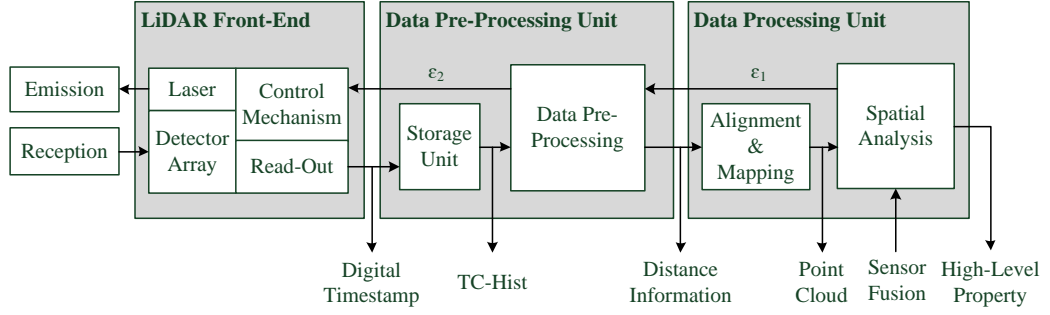 LiDAR Front-End
Data Pre-Processing Unit
Data Processing Unit
Emission
Reception
Laser
Detector
Array
Control
Mechanism
Read-Out
ε2
Storage
Unit
Data Pre-
Processing
ε1
Alignment
&
Mapping
Spatial
Analysis
Digital
Timestamp
TC-Hist
Distance
Information
Point
Cloud
Sensor
Fusion
High-Level
Property